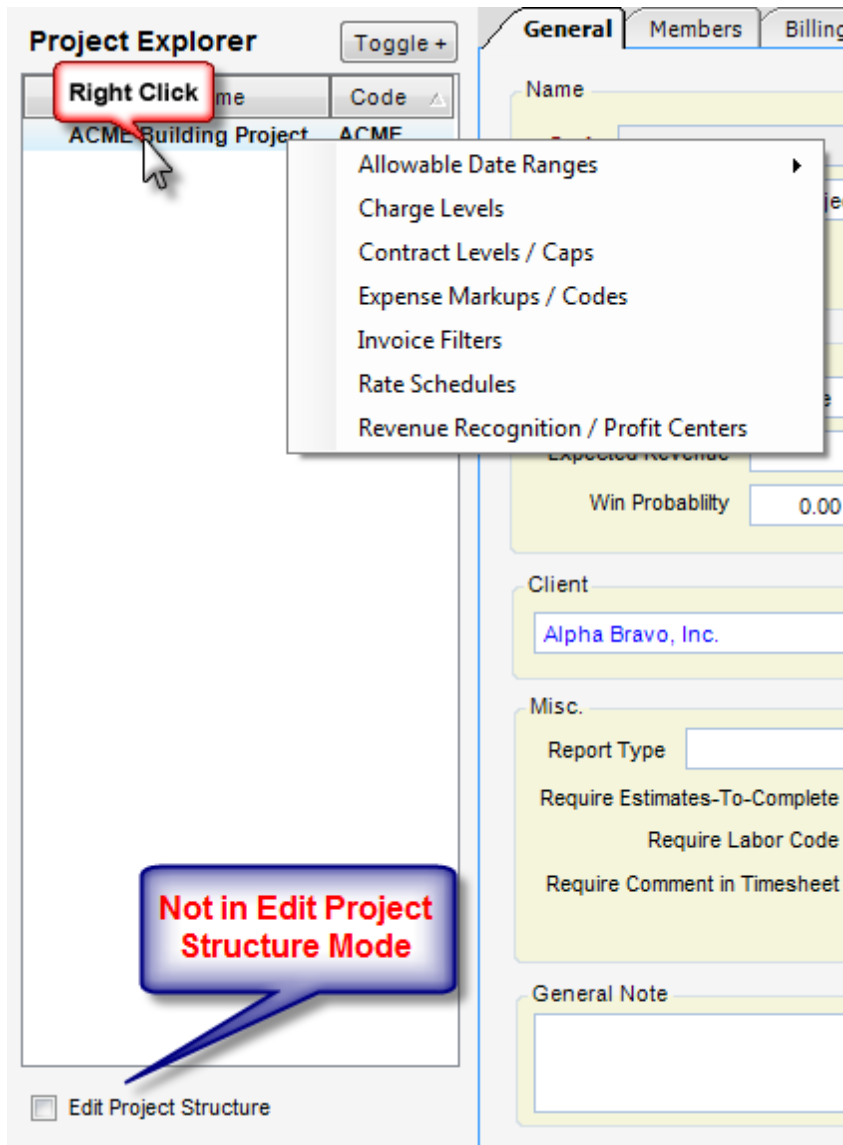 Project Explorer
Toggle +
General
Members
Billing
Right Click
me
Code
Name
ACME Building Project
ACME
Allowable Date Ranges
Charge Levels
Contract Levels / Caps
Expense Markups / Codes
Invoice Filters
Rate Schedules
Revenue Recognition / Profit Centers
Expected Revenue
Win Probablilty
0.00
Client
Alpha Bravo, Inc.
Misc.
Report Type
Require Estimates-To-Complete
Require Labor Code
Require Comment in Timesheet
Not in Edit Project
Structure Mode
General Note
Edit Project Structure